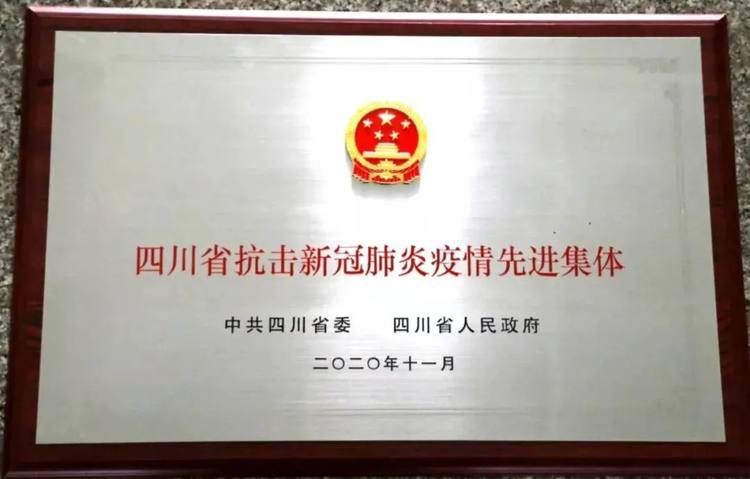 四川省抗击新冠肺炎疫情先进集体
中共四川省委 四川省人民政府
二〇二〇年十一月